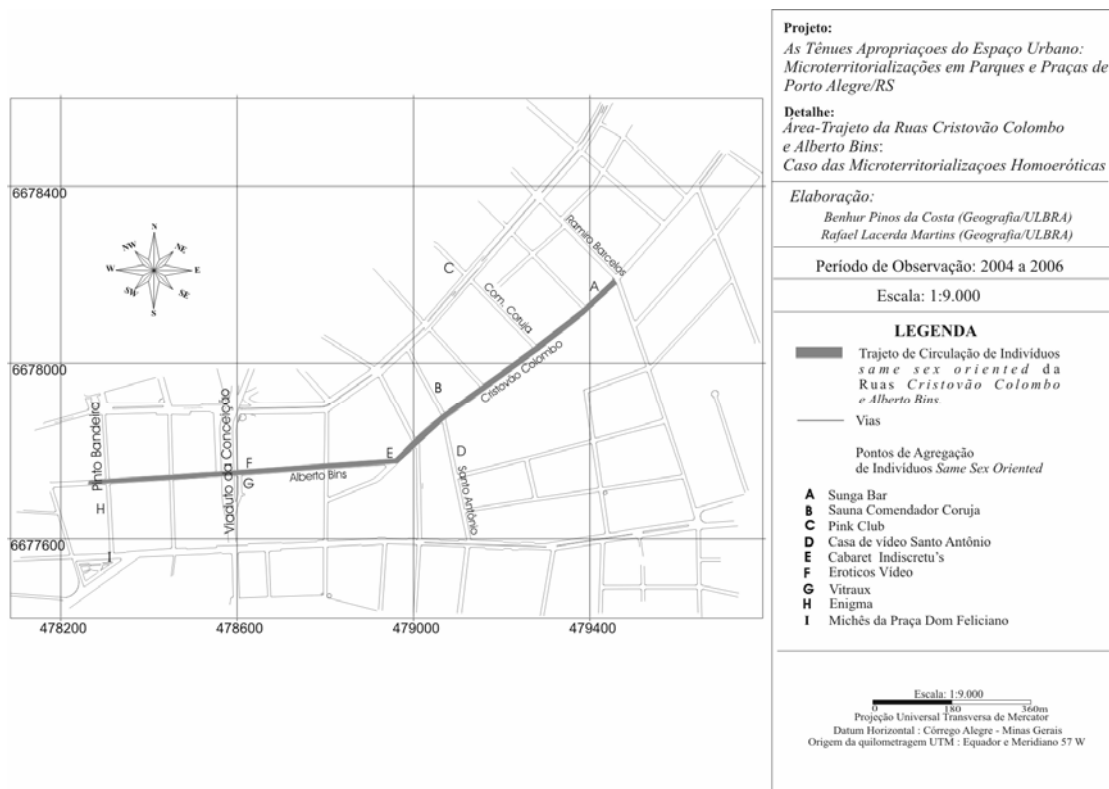 Projeto:
As Tênues Apropriaçoes do Espaço Urbano:
Microterritorializações em Parques e Praças de
Porto Alegre/RS
Detalhe:
Área-Trajeto da Ruas Cristovão Colombo
e Alberto Bins:
Caso das Microterritorializaçoes Homoeróticas
Elaboração:
Benhur Pinos da Costa (Geografia/ULBRA)
Rafael Lacerda Martins (Geografia/ULBRA)
Período de Observação: 2004 a 2006
Escala: 1:9.000
LEGENDA
Trajeto de Circulação de Indivíduos
same sex oriented da
Ruas Cristovão Colombo
e Alberto Bins.
Vias
Pontos de Agregação
de Indivíduos Same Sex Oriented
A Sunga Bar
B Sauna Comendador Coruja
C Pink Club
D Casa de vídeo Santo Antônio
E Cabaret Indiscretu's
F Eroticos Vídeo
G Vitraux
H Enigma
I Michês da Praça Dom Feliciano
Escala: 1:9.000
0 180 360m
Projeção Universal Transversa de Mercator
Datum Horizontal : Córrego Alegre - Minas Gerais
Origem da quilometragem UTM : Equador e Meridiano 57 W
6678400
6678000
6677600
478200
478600
479000
479400
N
NE
E
SE
S
SW
W
NW
Ramiro Barcelos
A
C
Com. Coruja
Cristovão Colombo
B
D
Santo Antônio
E
Alberto Bins
F
G
Viaduto da Conceição
Pinto Bandeira
H
I